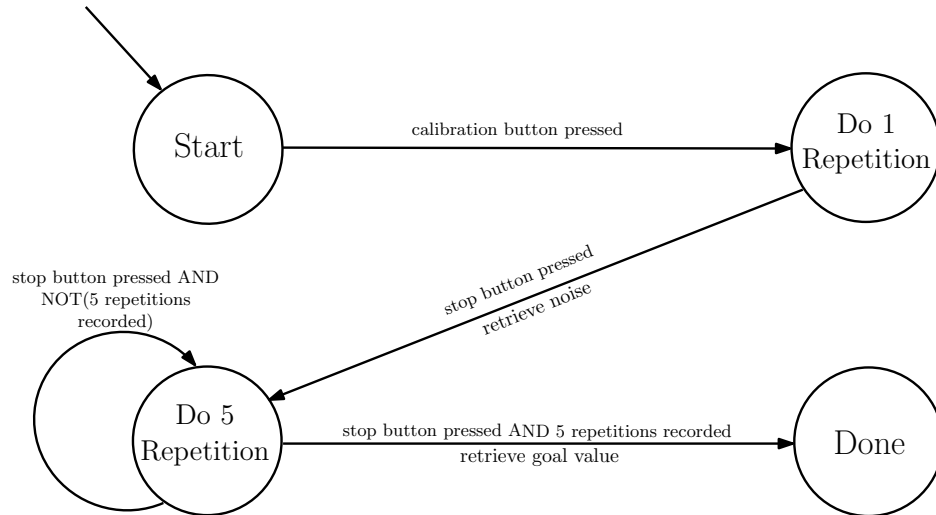 Start
calibration button pressed
Do 1
Repetition
stop button pressed
retrieve noise
stop button pressed AND
NOT(5 repetitions
recorded)
Do 5
Repetition
stop button pressed AND 5 repetitions recorded
retrieve goal value
Done